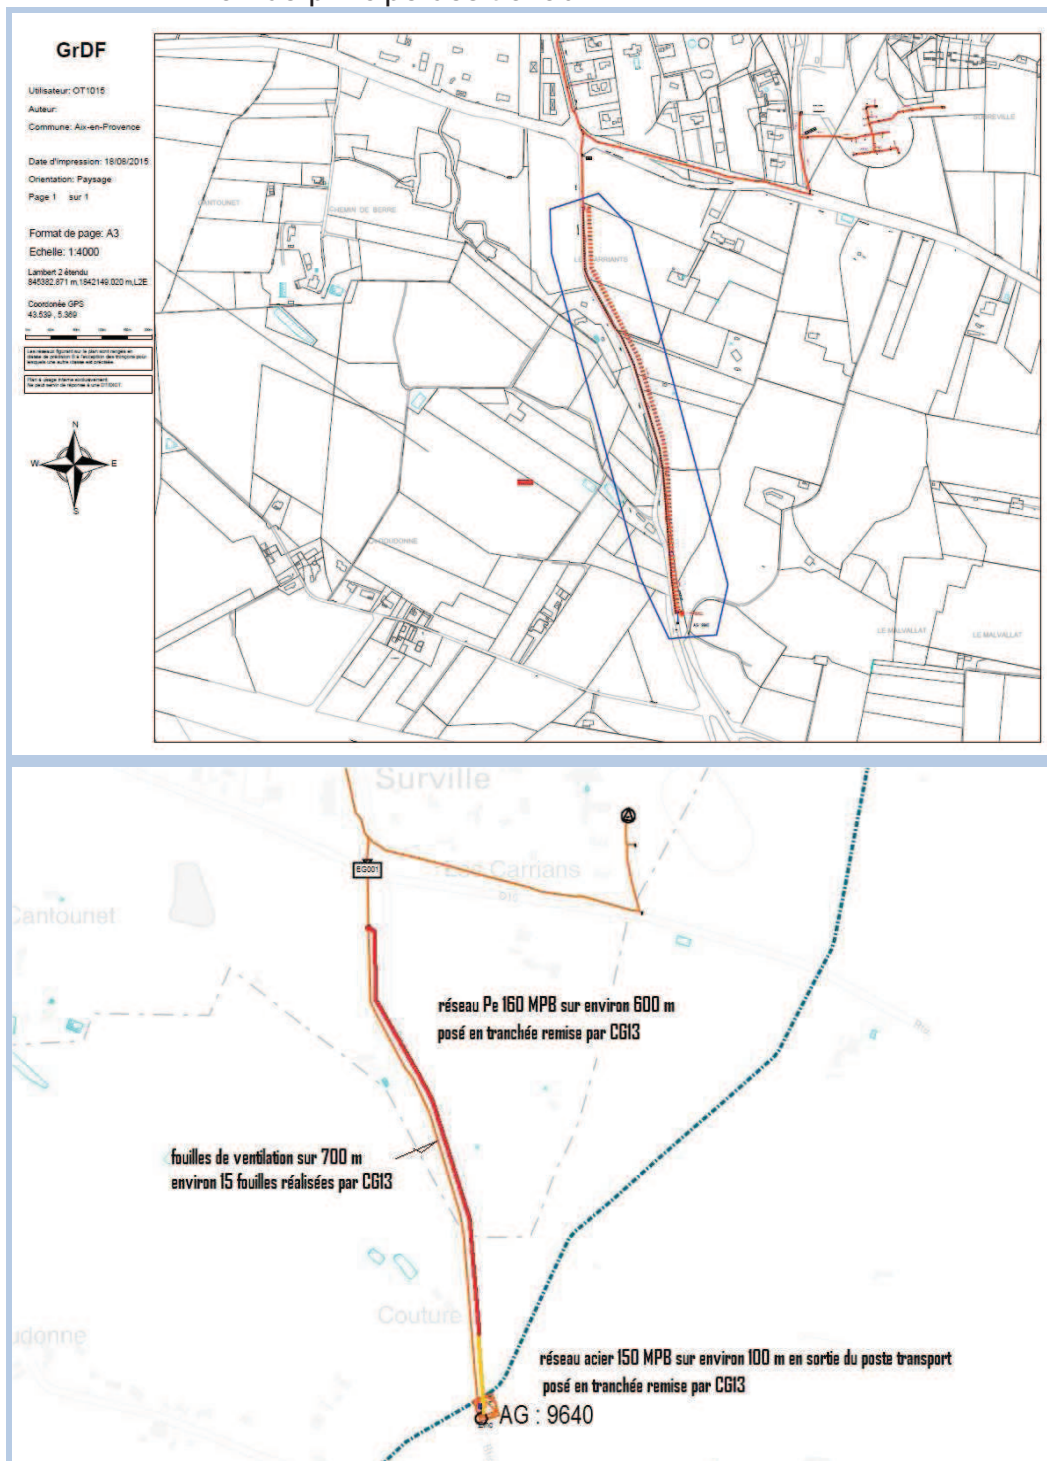 GrDF
Utilisateur: OT1015
Auteur:
Commune: Aix-en-Provence
Date d'impression: 18/08/2015
Orientation: Paysage
Page 1 sur 1
Format de page: A3
Echelle: 1:4000
Lambert 2 étendu
Coordonée GPS
43.539 , 5.369
N
W
E
S
CHEMIN DE BERRE
LE MALVALLAT
LE MALVALLAT
Surville
EG001
Les Carrians
Cantounet
réseau Pe 160 MPB sur environ 600 m
posé en tranchée remise par CG13
fouilles de ventilation sur 700 m
environ 15 fouilles réalisées par CG13
Couture
udonne
réseau acier 150 MPB sur environ 100 m en sortie du poste transport
posé en tranchée remise par CG13
AG : 9640